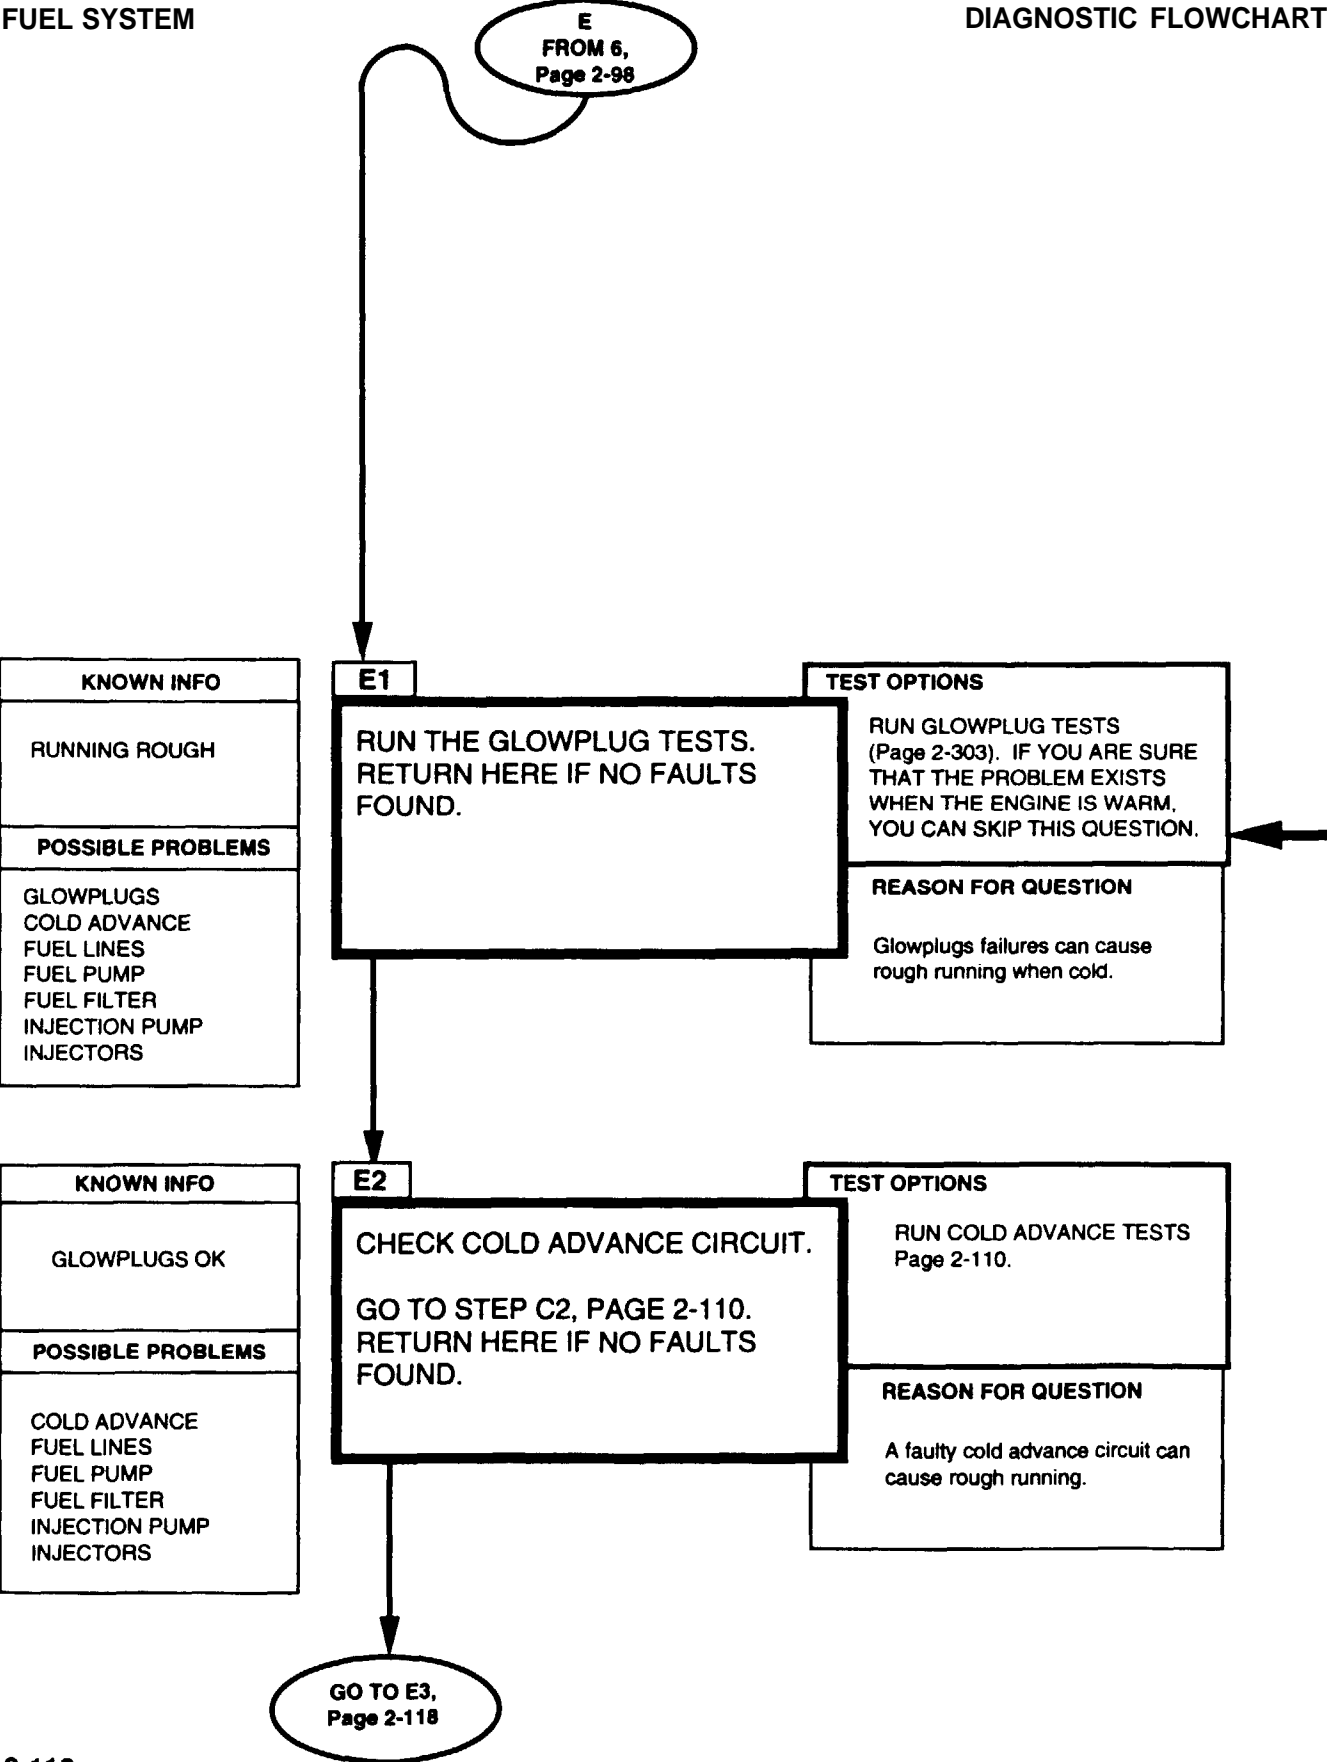 FUEL SYSTEM
DIAGNOSTIC FLOWCHART
E
FROM 6,
Page 2-98
KNOWN INFO
RUNNING ROUGH
POSSIBLE PROBLEMS
GLOWPLUGS
COLD ADVANCE
FUEL LINES
FUEL PUMP
FUEL FILTER
INJECTION PUMP
INJECTORS
E1
RUN THE GLOWPLUG TESTS.
RETURN HERE IF NO FAULTS
FOUND.
TEST OPTIONS
RUN GLOWPLUG TESTS
(Page 2-303). IF YOU ARE SURE
THAT THE PROBLEM EXISTS
WHEN THE ENGINE IS WARM,
YOU CAN SKIP THIS QUESTION.
REASON FOR QUESTION
Glowplugs failures can cause
rough running when cold.
KNOWN INFO
GLOWPLUGS OK
POSSIBLE PROBLEMS
COLD ADVANCE
FUEL LINES
FUEL PUMP
FUEL FILTER
INJECTION PUMP
INJECTORS
E2
CHECK COLD ADVANCE CIRCUIT.
GO TO STEP C2, PAGE 2-110.
RETURN HERE IF NO FAULTS
FOUND.
TEST OPTIONS
RUN COLD ADVANCE TESTS
Page 2-110.
REASON FOR QUESTION
A faulty cold advance circuit can
cause rough running.
GO TO E3,
Page 2-118